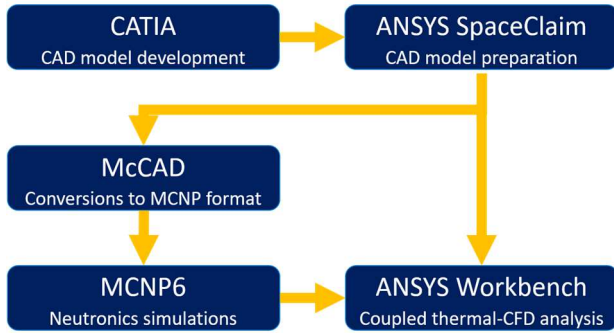 CATIA
CAD model development
ANSYS SpaceClaim
CAD model preparation
McCAD
Conversions to MCNP format
MCNP6
Neutronics simulations
ANSYS Workbench
Coupled thermal-CFD analysis